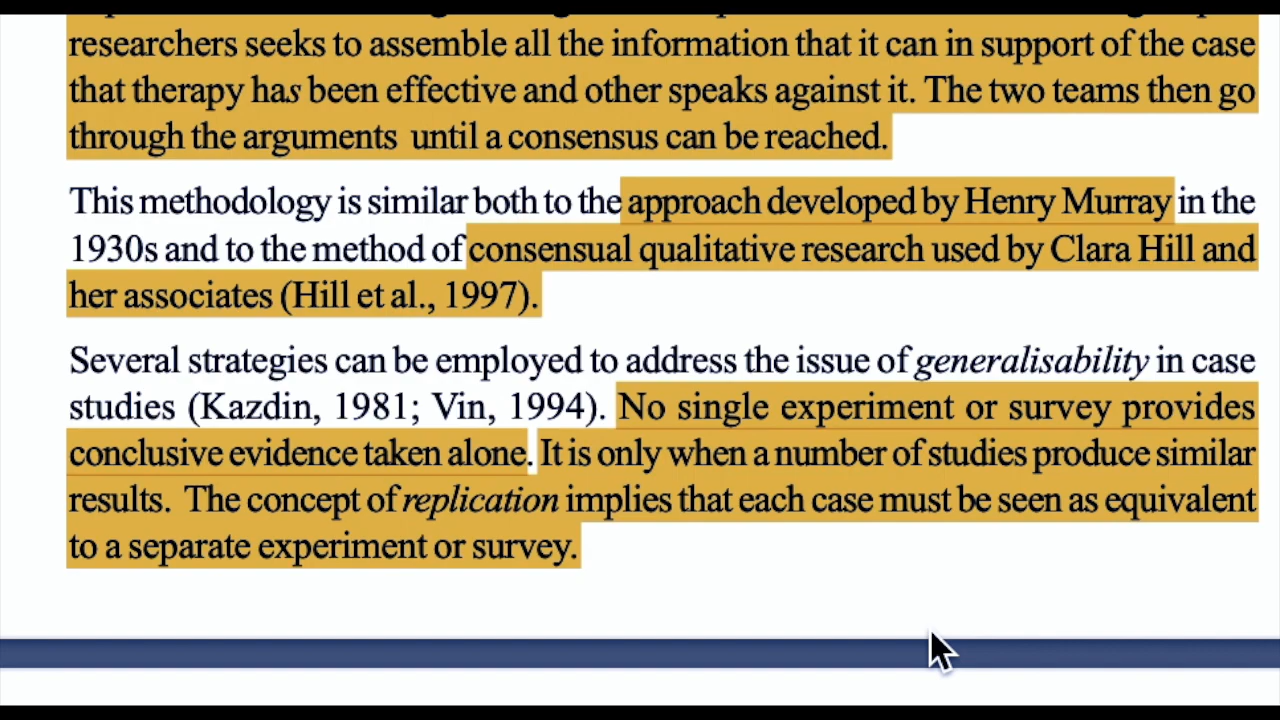 researchers seeks to assemble all the information that it can in support of the case
that therapy has been effective and other speaks against it. The two teams then go
through the arguments until a consensus can be reached.
This methodology is similar both to the approach developed by Henry Murray in the
1930s and to the method of consensual qualitative research used by Clara Hill and
her associates (Hill et al., 1997).
Several strategies can be employed to address the issue of generalisability in case
studies (Kazdin, 1981; Vin, 1994). No single experiment or survey provides
conclusive evidence taken alone. It is only when a number of studies produce similar
results. The concept of replication implies that each case must be seen as equivalent
to a separate experiment or survey.